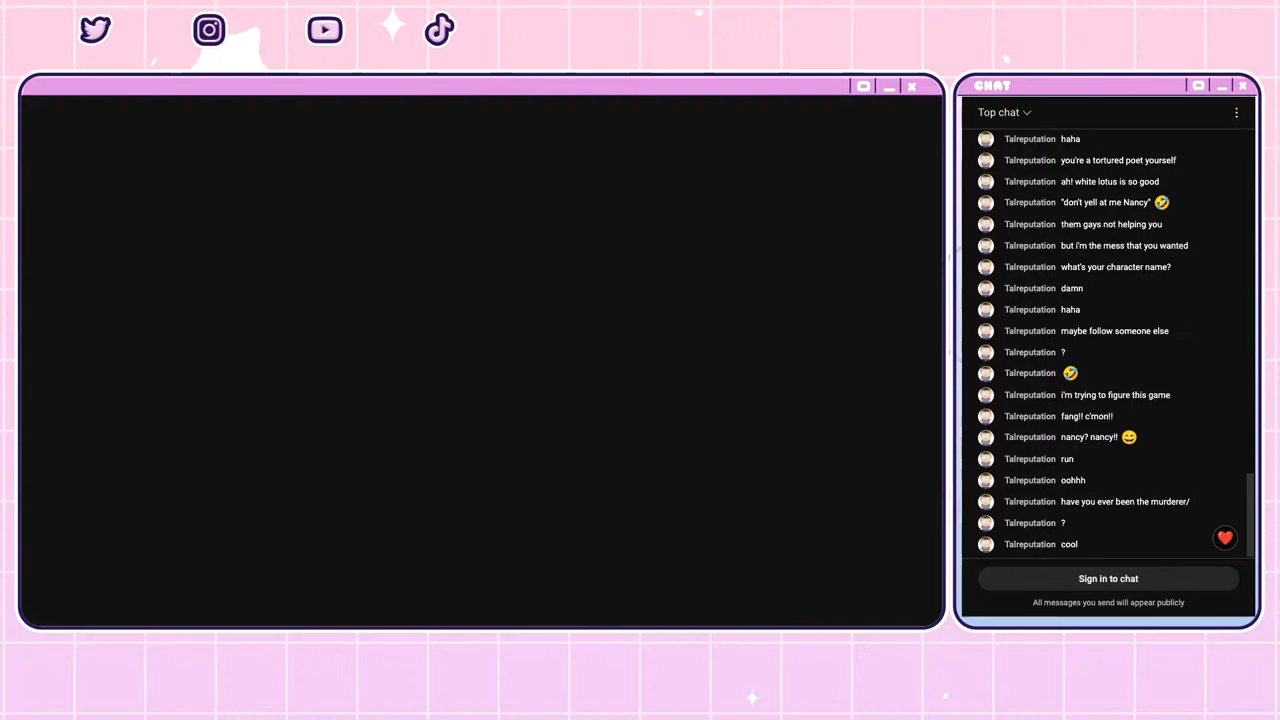 CHAT
Top chat
Talreputation haha
Talreputation you're a tortured poet yourself
Talreputation ah! white lotus is so good
Talreputation "don't yell at me Nancy" 🤣
Talreputation them gays not helping you
Talreputation but i'm the mess that you wanted
Talreputation what's your character name?
Talreputation damn
Talreputation haha
Talreputation maybe follow someone else
Talreputation ?
Talreputation 🤣
Talreputation i'm trying to figure this game
Talreputation fang!! c'mon!!
Talreputation nancy? nancy!! 😄
Talreputation run
Talreputation oohhh
Talreputation have you ever been the murderer/
Talreputation ?
Talreputation cool
Sign in to chat
All messages you send will appear publicly